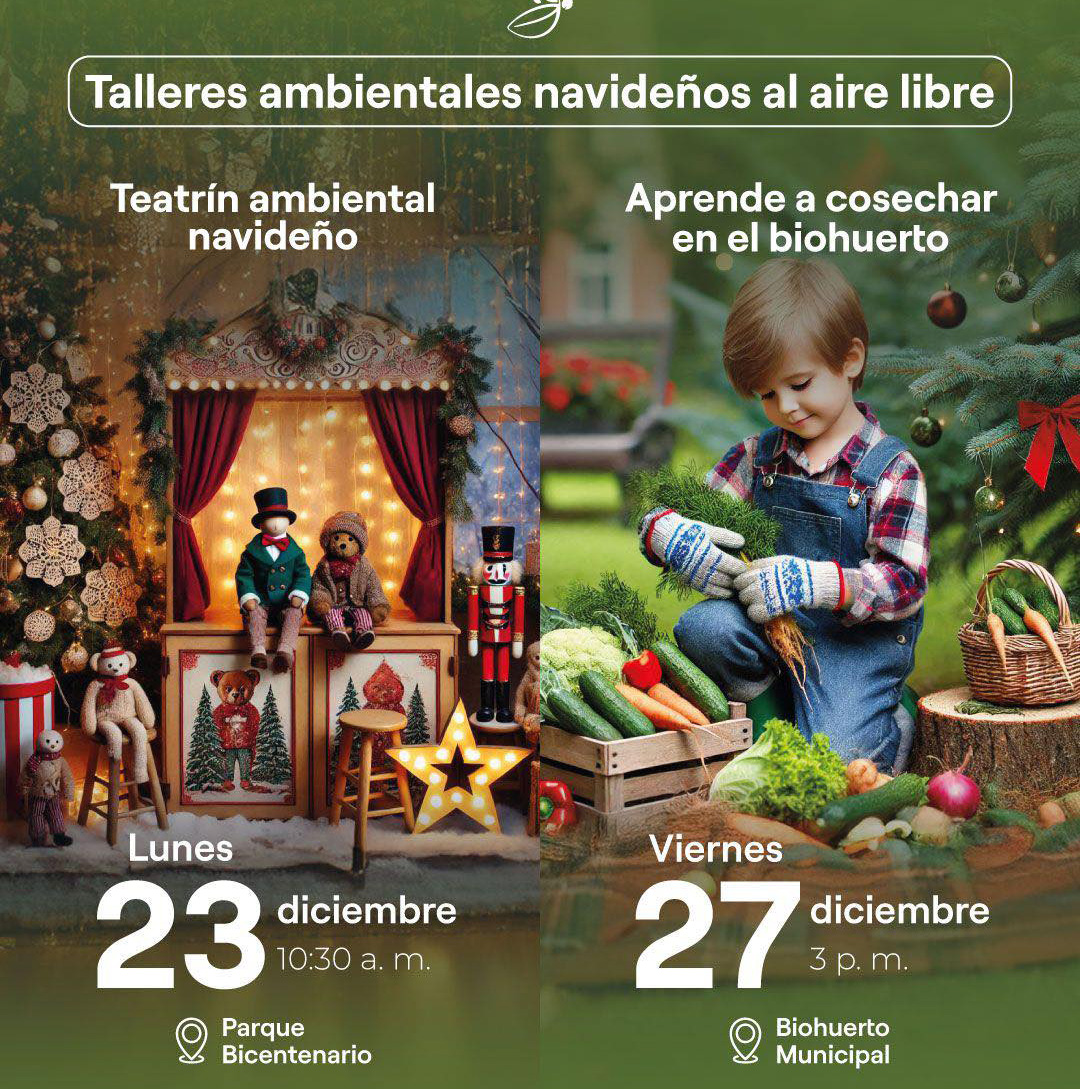 Talleres ambientales navideños al aire libre
Teatrín ambiental
navideño
Lunes
23 diciembre
10:30 a. m.
Parque
Bicentenario
Aprende a cosechar
en el biohuerto
Viernes
27 diciembre
3 p. m.
Biohuerto
Municipal